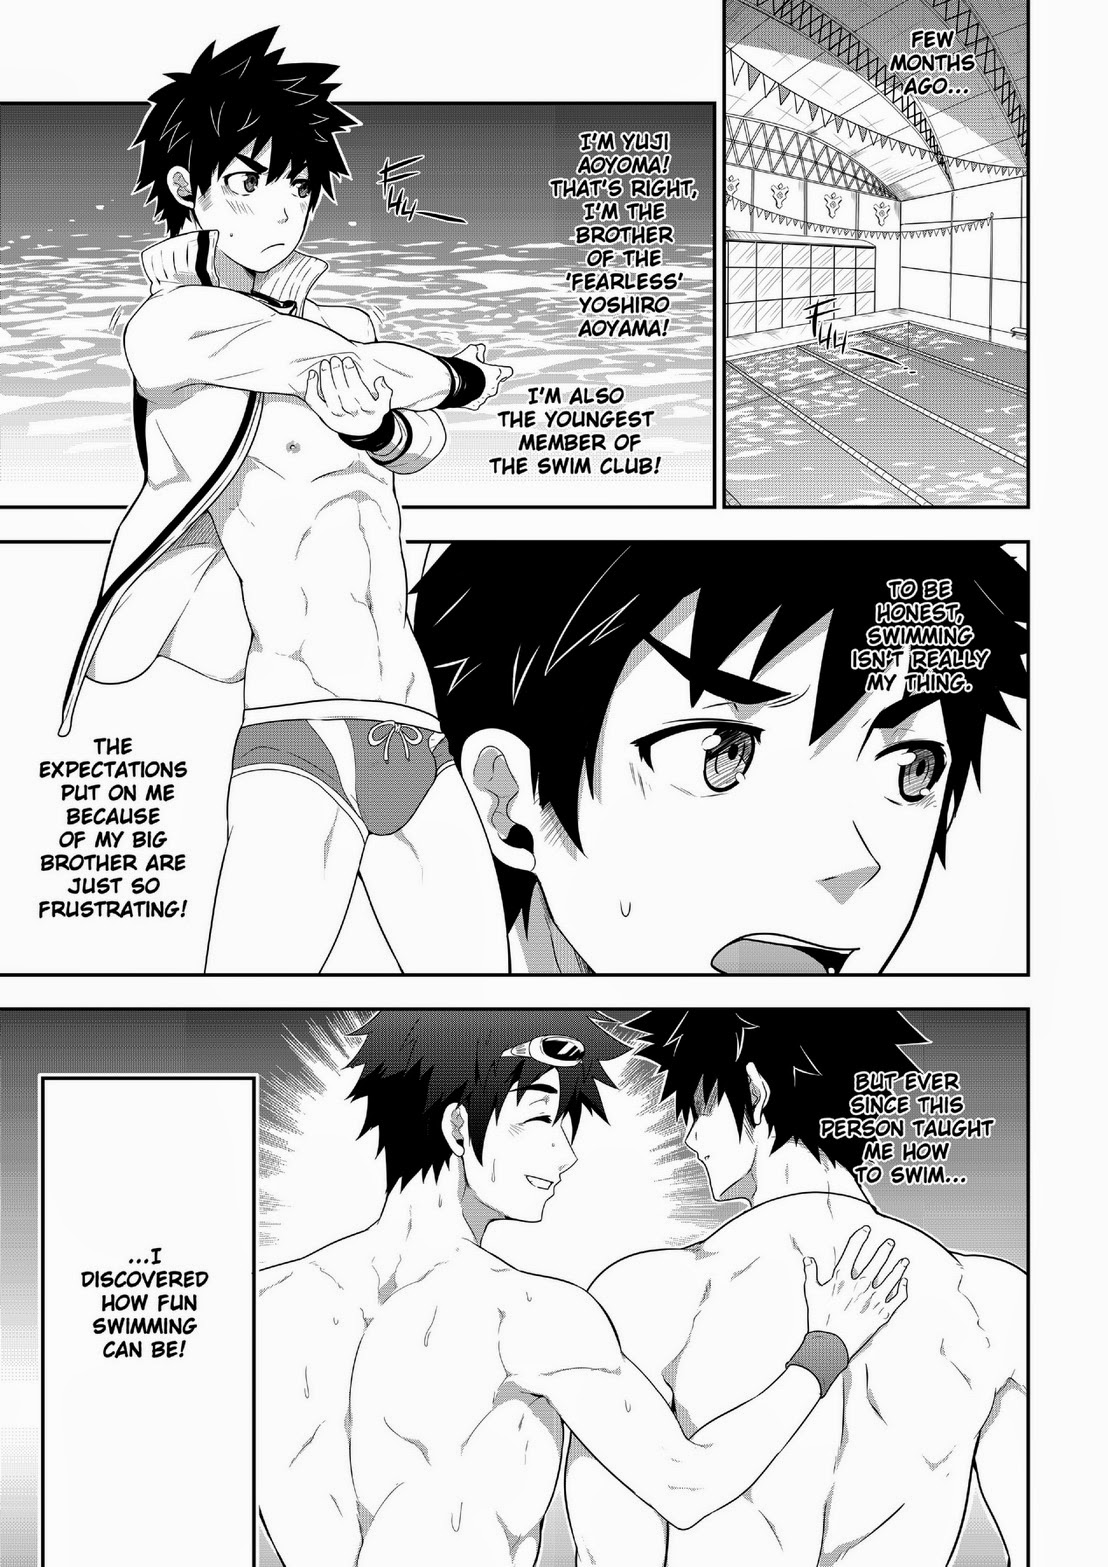 FEW
MONTHS
AGO...
I'M YUJI
AOYOMA!
THAT'S RIGHT,
I'M THE
BROTHER
OF THE
'FEARLESS'
YOSHIRO
AOYAMA!
I'M ALSO
THE YOUNGEST
MEMBER OF
THE SWIM CLUB!
TO BE
HONEST,
SWIMMING
ISN'T REALLY
MY THING.
THE
EXPECTATIONS
PUT ON ME
BECAUSE
OF MY BIG
BROTHER ARE
JUST SO
FRUSTRATING!
BUT EVER
SINCE THIS
PERSON TAUGHT
ME HOW
TO SWIM...
...I
DISCOVERED
HOW FUN
SWIMMING
CAN BE!